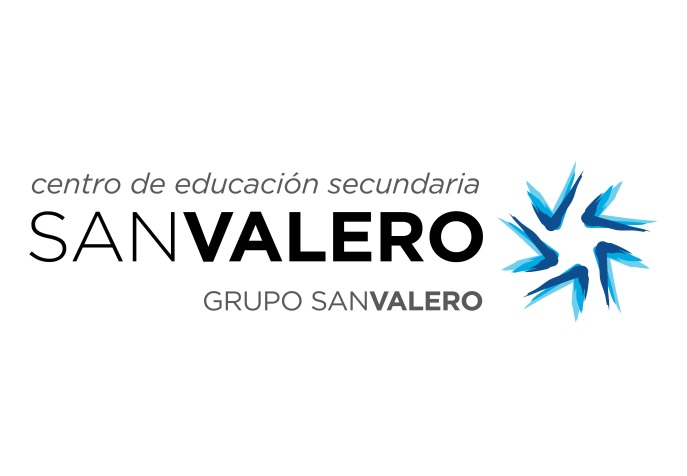 centro de educación secundaria
SANVALERO
GRUPO SANVALERO